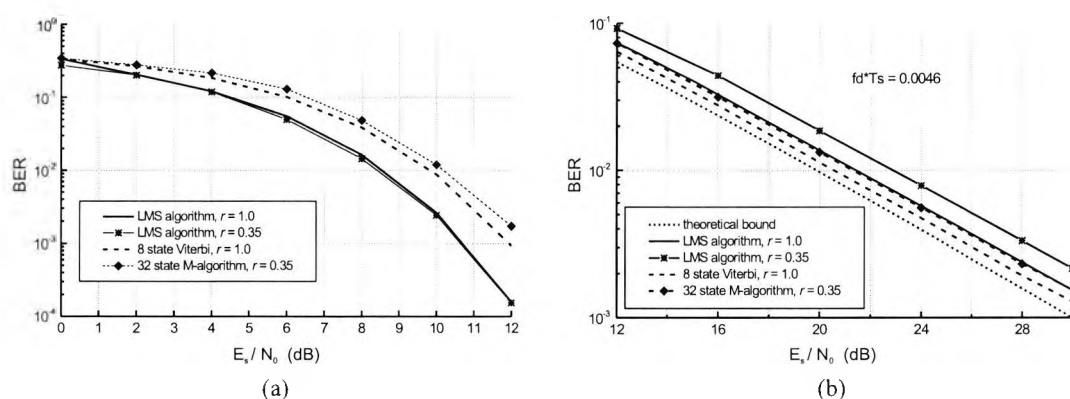 10⁰
10⁻¹
10⁻²
10⁻³
10⁻⁴
BER
LMS algorithm, r = 1.0
LMS algorithm, r = 0.35
8 state Viterbi, r = 1.0
32 state M-algorithm, r = 0.35
0 1 2 3 4 5 6 7 8 9 10 11 12
Eₛ / N₀ (dB)
(a)
10⁻¹
10⁻²
10⁻³
BER
fd*Ts = 0.0046
theoretical bound
LMS algorithm, r = 1.0
LMS algorithm, r = 0.35
8 state Viterbi, r = 1.0
32 state M-algorithm, r = 0.35
12 16 20 24 28
Eₛ / N₀ (dB)
(b)